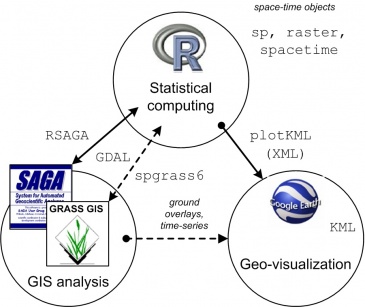 space-time objects
sp, raster,
spacetime
R
Statistical
computing
RSAGA
GDAL
spgrass6
plotKML
(XML)
SAGA
System for Automated
Geoscientific Analyses
GRASS GIS
ground
overlays,
time-series
Google Earth
KML
GIS analysis
Geo-visualization